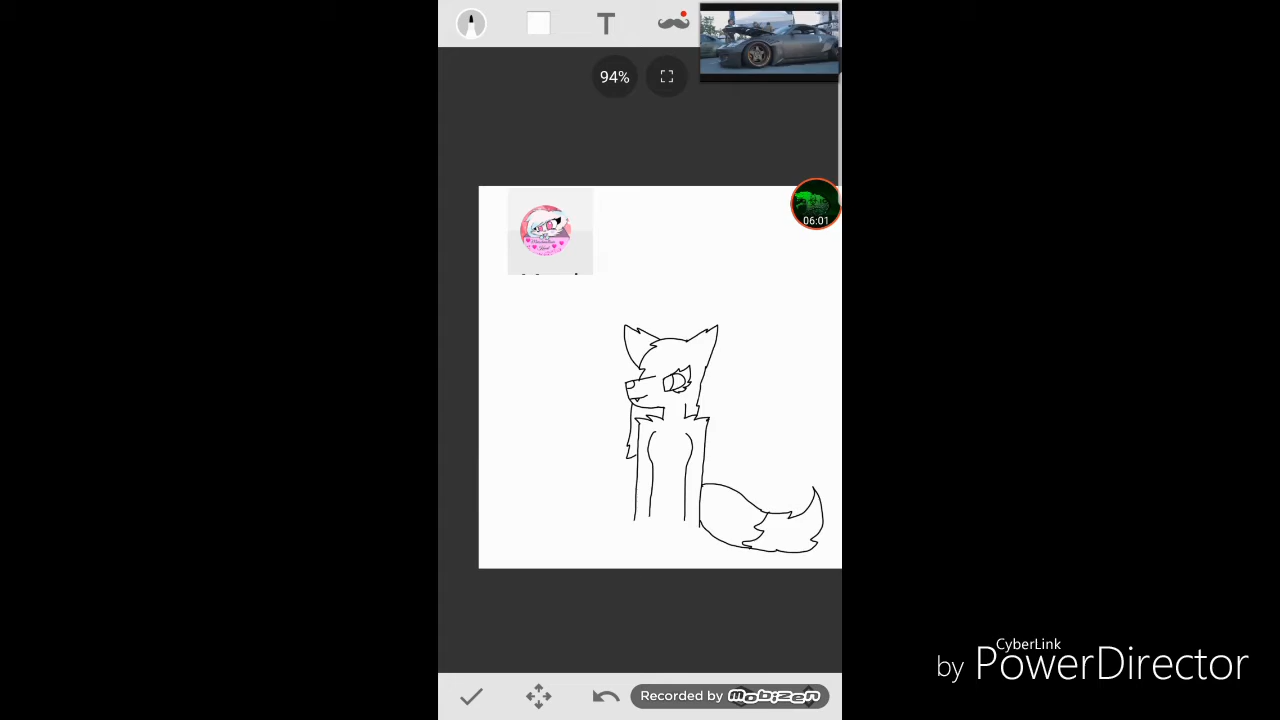 T
94%
06:01
Recorded by mobizen
CyberLink
by PowerDirector